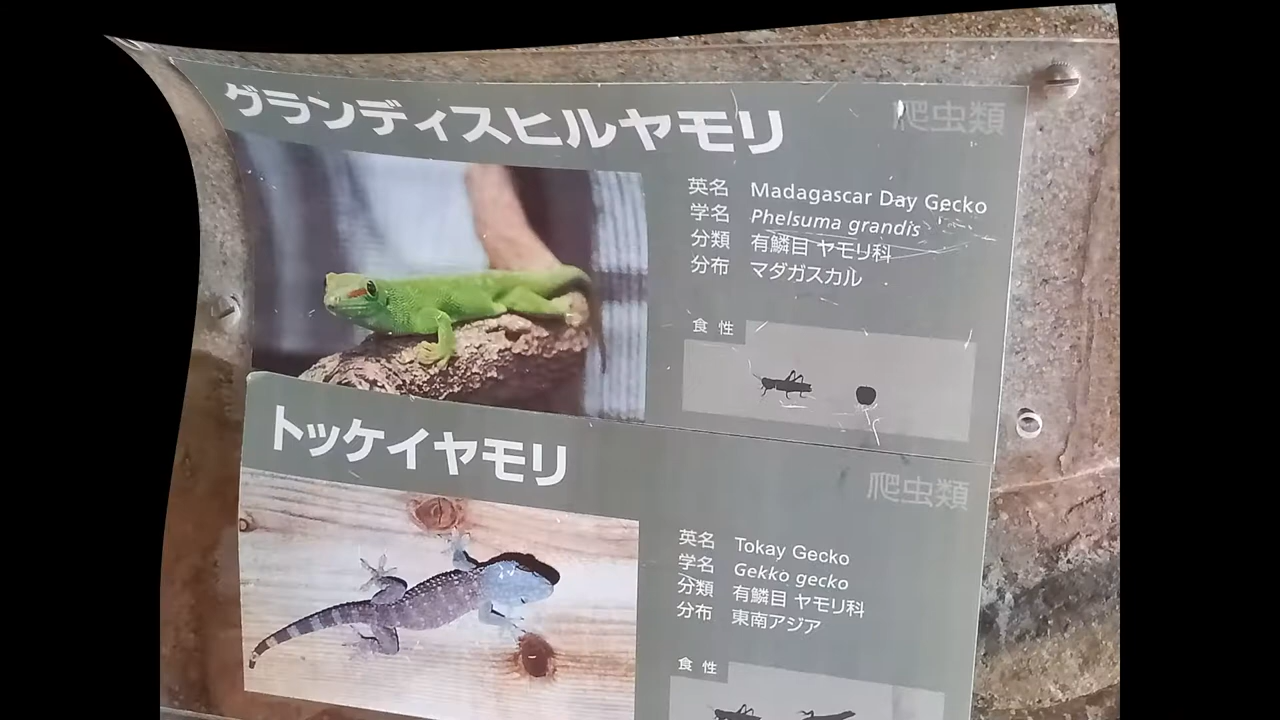 グランディスヒルヤモリ
爬虫類
英名 Madagascar Day Gecko
学名 Phelsuma grandis
分類 有鱗目 ヤモリ科
分布 マダガスカル
食性
トッケイヤモリ
爬虫類
英名 Tokay Gecko
学名 Gekko gecko
分類 有鱗目 ヤモリ科
分布 東南アジア
食性